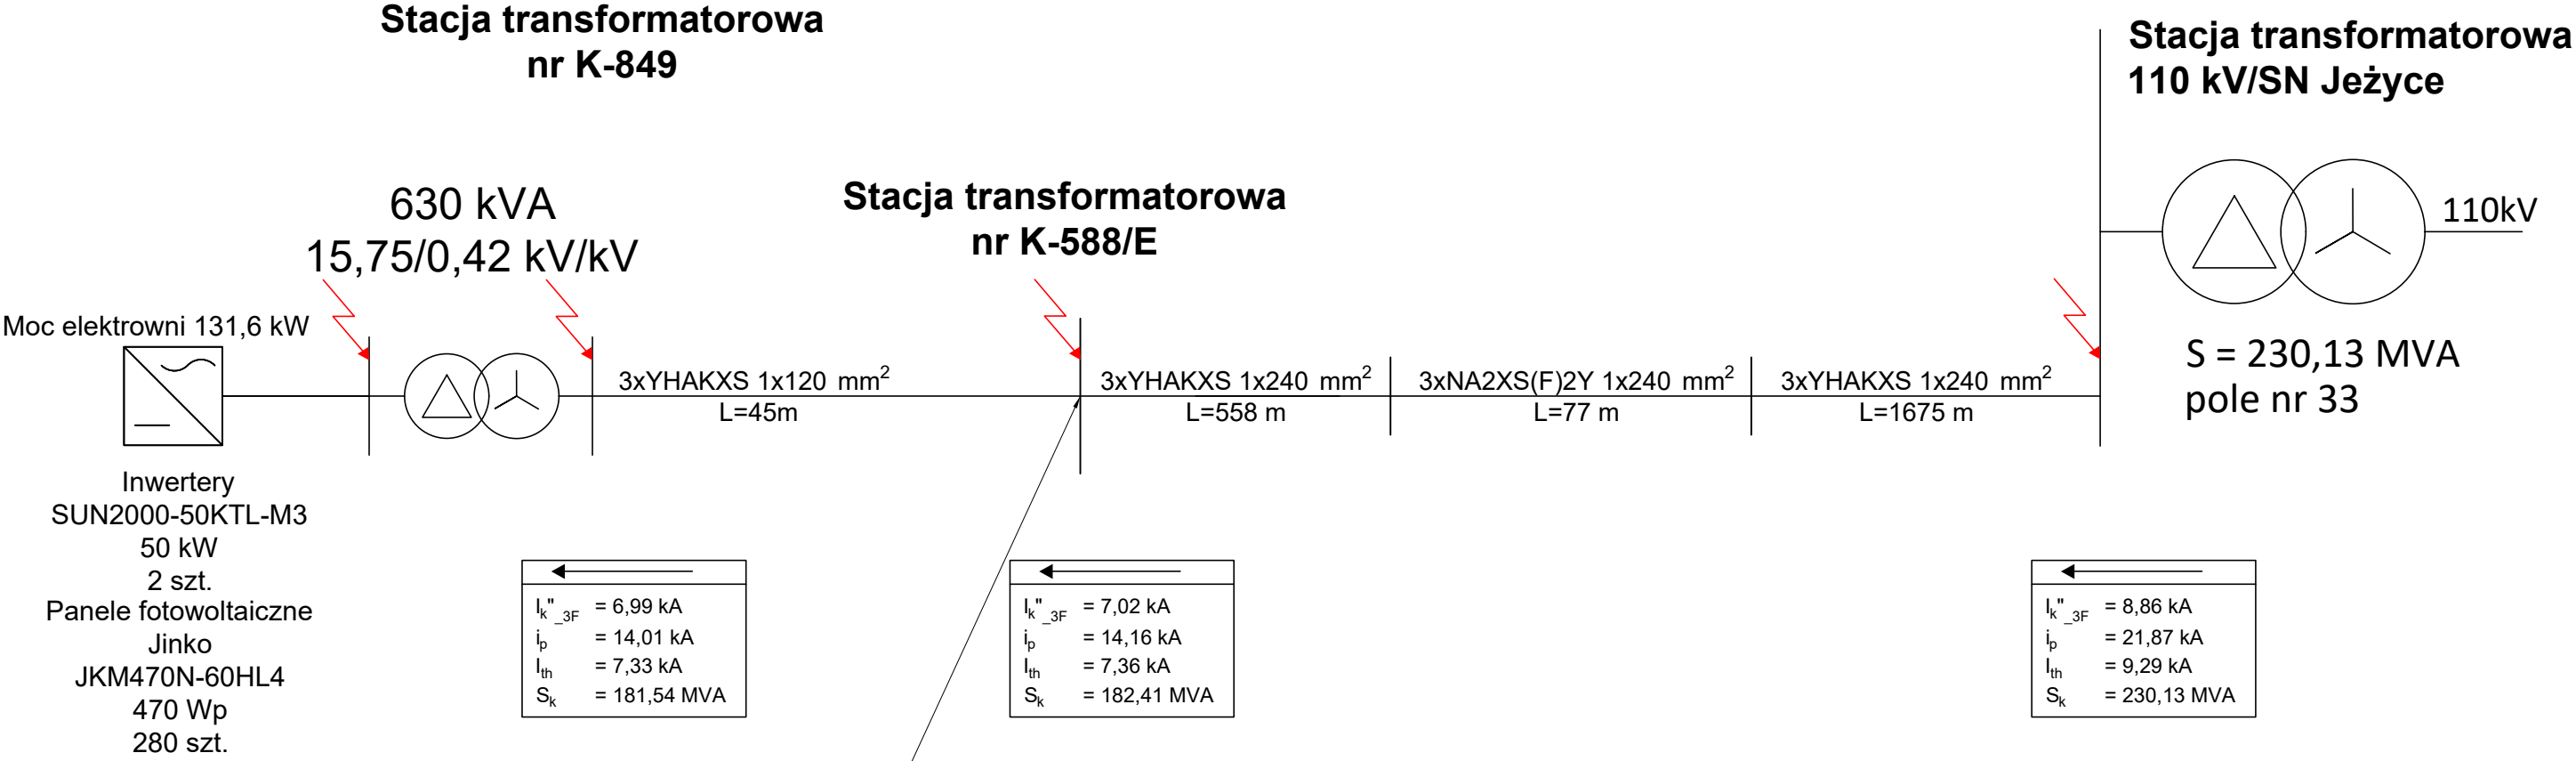 Stacja transformatorowa
nr K-849
Stacja transformatorowa
110 kV/SN Jeżyce
630 kVA
15,75/0,42 kV/kV
Stacja transformatorowa
nr K-588/E
110kV
Moc elektrowni 131,6 kW
S = 230,13 MVA
pole nr 33
3xYHAKXS 1x120 mm²
L=45m
3xYHAKXS 1x240 mm²
L=558 m
3xNA2XS(F)2Y 1x240 mm²
L=77 m
3xYHAKXS 1x240 mm²
L=1675 m
Inwertery
SUN2000-50KTL-M3
50 kW
2 szt.
Panele fotowoltaiczne
Jinko
JKM470N-60HL4
470 Wp
280 szt.
Ik"_3F = 6,99 kA
ip = 14,01 kA
Ith = 7,33 kA
Sk = 181,54 MVA
Ik"_3F = 7,02 kA
ip = 14,16 kA
Ith = 7,36 kA
Sk = 182,41 MVA
Ik"_3F = 8,86 kA
ip = 21,87 kA
Ith = 9,29 kA
Sk = 230,13 MVA